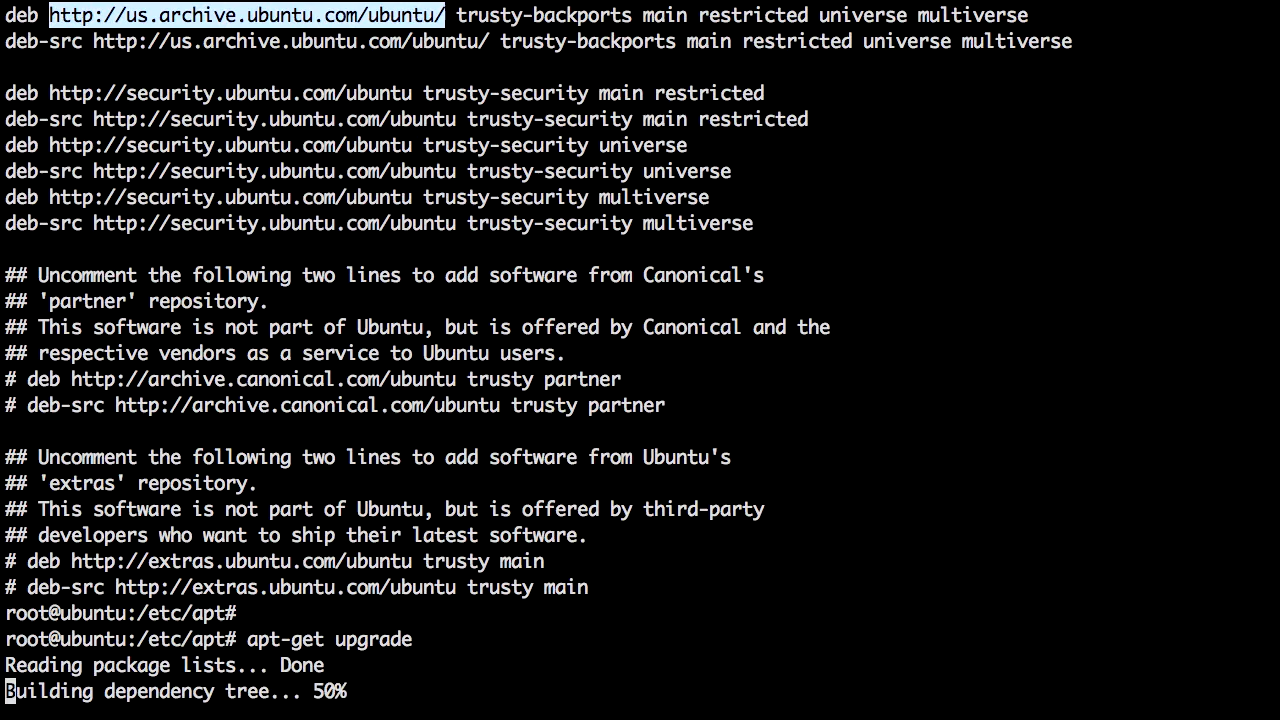 deb http://us.archive.ubuntu.com/ubuntu/ trusty-backports main restricted universe multiverse
deb-src http://us.archive.ubuntu.com/ubuntu/ trusty-backports main restricted universe multiverse
deb http://security.ubuntu.com/ubuntu trusty-security main restricted
deb-src http://security.ubuntu.com/ubuntu trusty-security main restricted
deb http://security.ubuntu.com/ubuntu trusty-security universe
deb-src http://security.ubuntu.com/ubuntu trusty-security universe
deb http://security.ubuntu.com/ubuntu trusty-security multiverse
deb-src http://security.ubuntu.com/ubuntu trusty-security multiverse
## Uncomment the following two lines to add software from Canonical's
## 'partner' repository.
## This software is not part of Ubuntu, but is offered by Canonical and the
## respective vendors as a service to Ubuntu users.
# deb http://archive.canonical.com/ubuntu trusty partner
# deb-src http://archive.canonical.com/ubuntu trusty partner
## Uncomment the following two lines to add software from Ubuntu's
## 'extras' repository.
## This software is not part of Ubuntu, but is offered by third-party
## developers who want to ship their latest software.
# deb http://extras.ubuntu.com/ubuntu trusty main
# deb-src http://extras.ubuntu.com/ubuntu trusty main
root@ubuntu:/etc/apt#
root@ubuntu:/etc/apt# apt-get upgrade
Reading package lists... Done
Building dependency tree... 50%